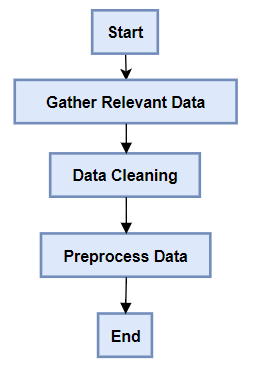 Start
Gather Relevant Data
Data Cleaning
Preprocess Data
End